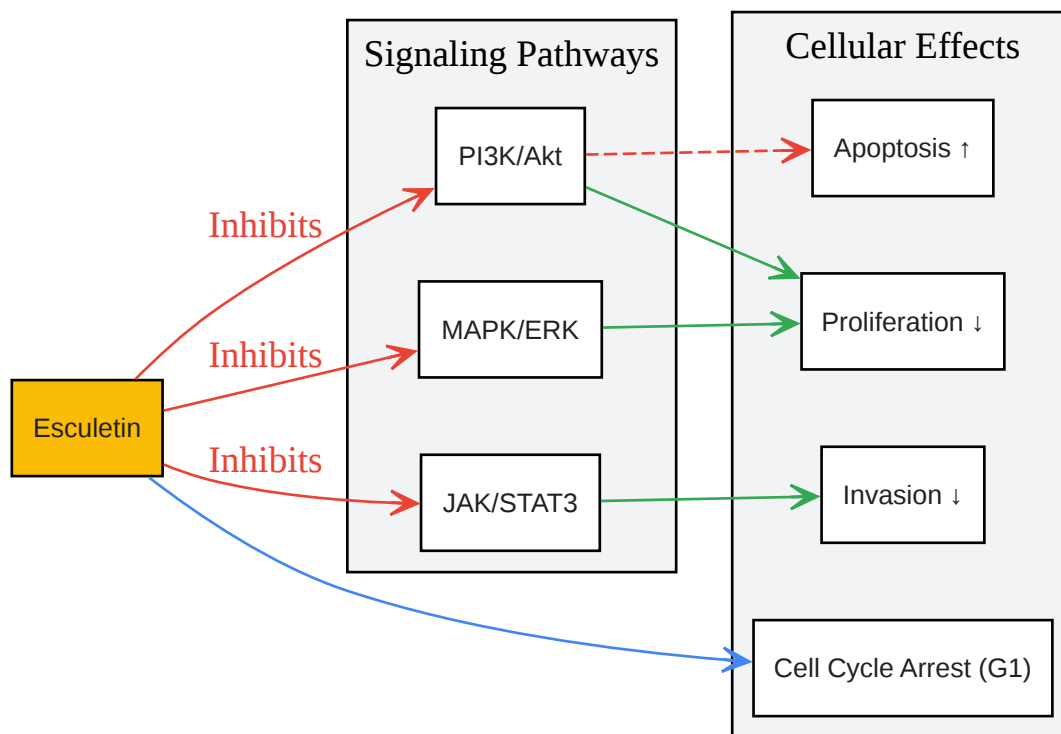 Signaling Pathways
Cellular Effects
PI3K/Akt
Apoptosis ↑
Inhibits
MAPK/ERK
Proliferation ↓
Inhibits
Esculetin
Inhibits
JAK/STAT3
Invasion ↓
Cell Cycle Arrest (G1)